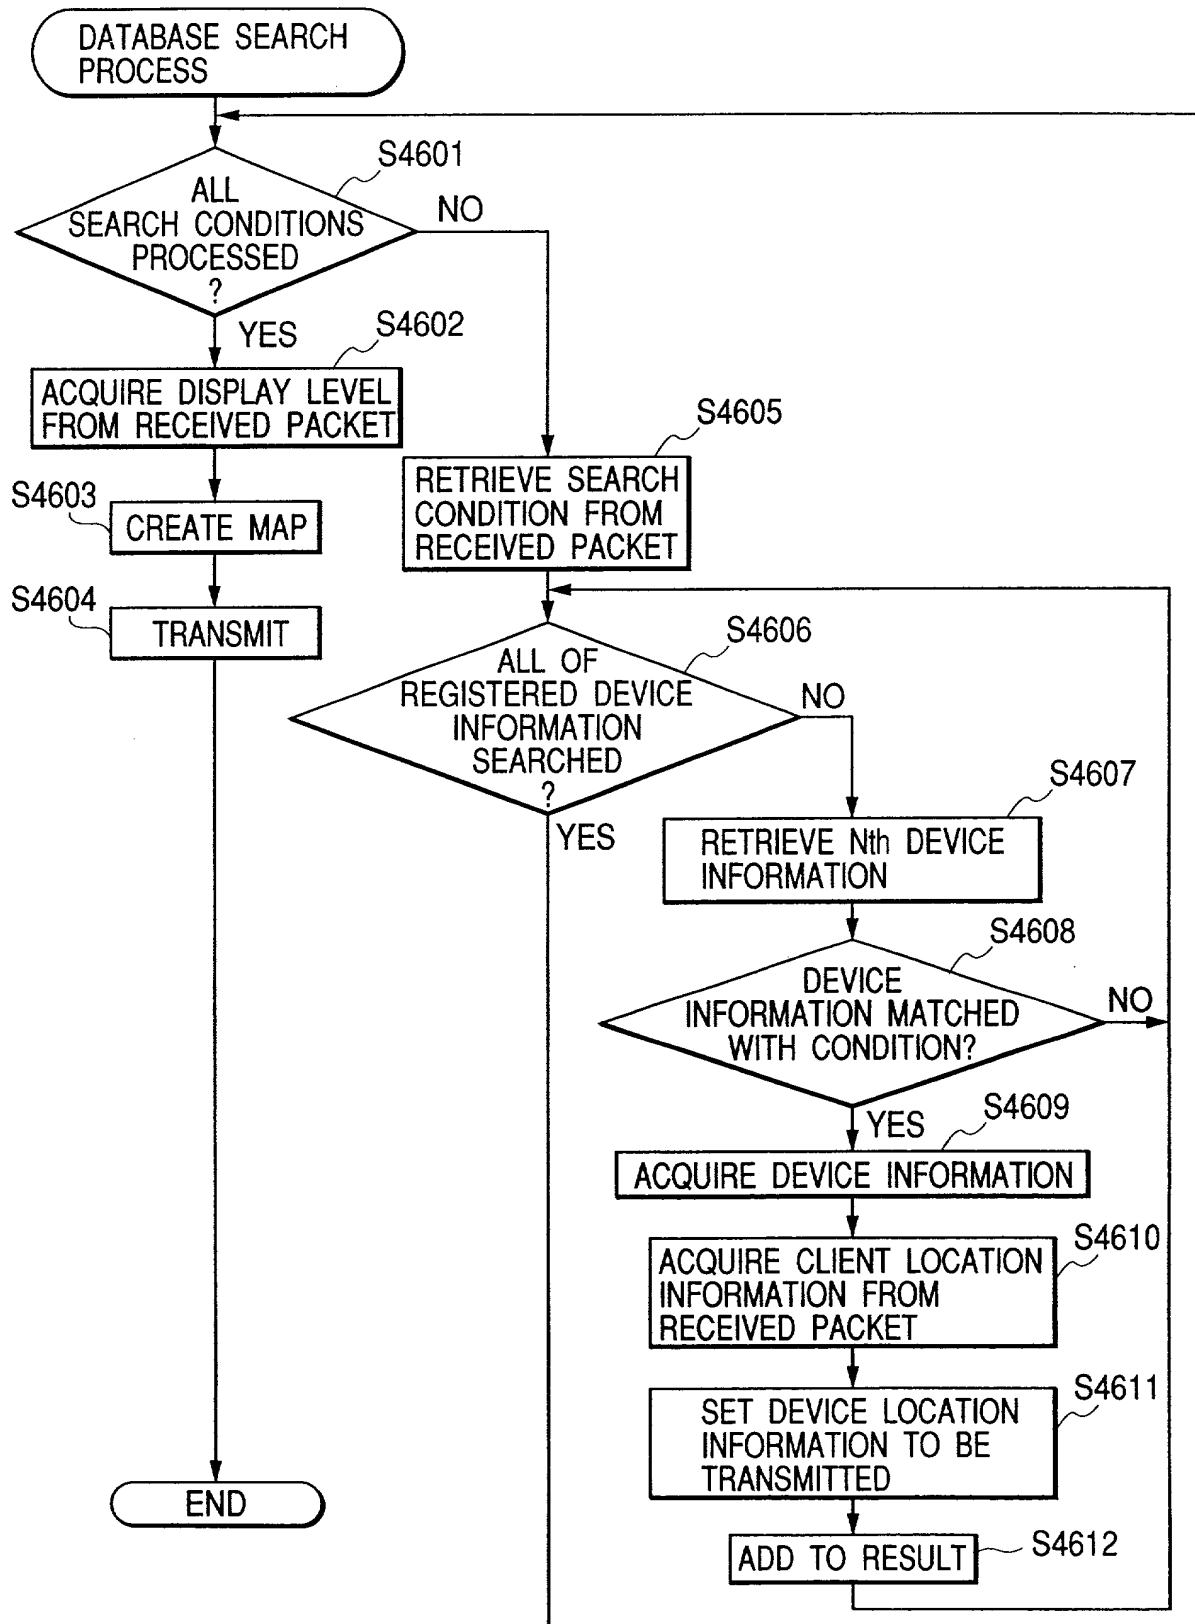 DATABASE SEARCH
PROCESS
S4601
ALL
SEARCH CONDITIONS
PROCESSED
?
NO
YES
S4602
ACQUIRE DISPLAY LEVEL
FROM RECEIVED PACKET
S4603
CREATE MAP
S4604
TRANSMIT
S4605
RETRIEVE SEARCH
CONDITION FROM
RECEIVED PACKET
S4606
ALL OF
REGISTERED DEVICE
INFORMATION
SEARCHED
?
NO
YES
S4607
RETRIEVE Nth DEVICE
INFORMATION
S4608
DEVICE
INFORMATION MATCHED
WITH CONDITION?
NO
YES
S4609
ACQUIRE DEVICE INFORMATION
S4610
ACQUIRE CLIENT LOCATION
INFORMATION FROM
RECEIVED PACKET
S4611
SET DEVICE LOCATION
INFORMATION TO BE
TRANSMITTED
S4612
ADD TO RESULT
END